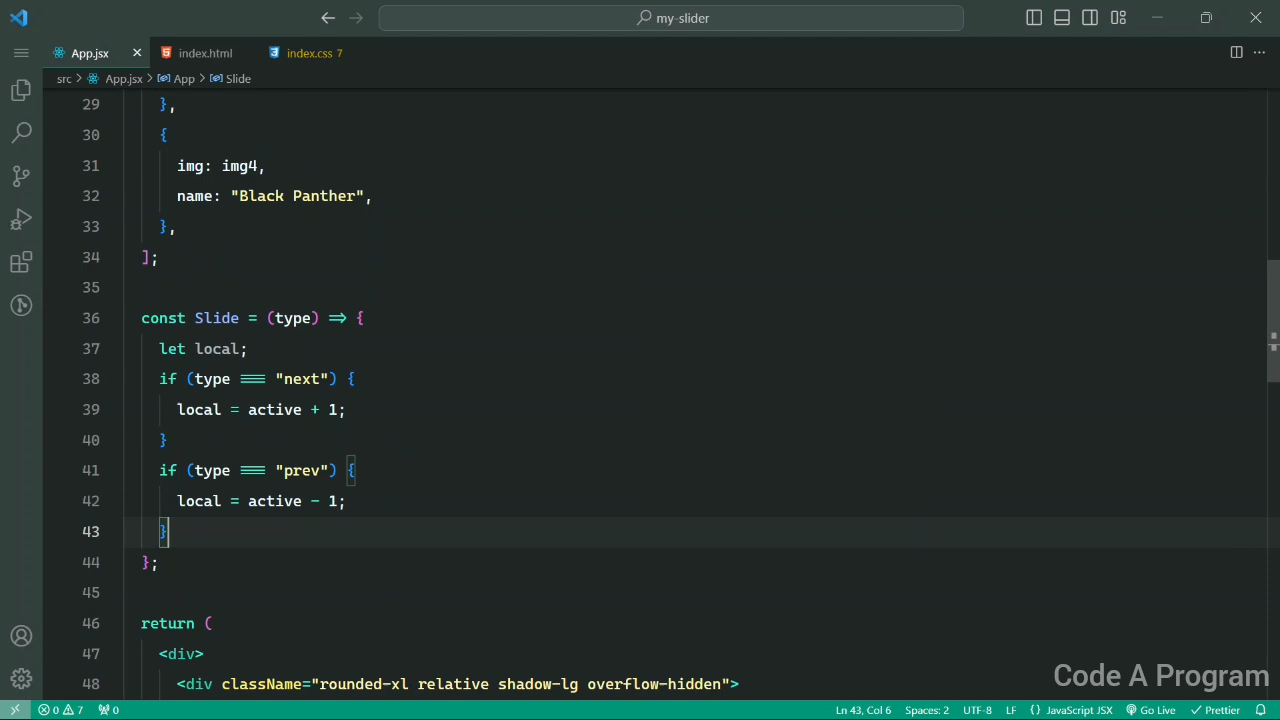 my-slider
App.jsx
index.html
index.css 7
src > App.jsx > App > Slide
29 },
30 {
31 img: img4,
32 name: "Black Panther",
33 },
34 ];
35
36 const Slide = (type) => {
37 let local;
38 if (type === "next") {
39 local = active + 1;
40 }
41 if (type === "prev") {
42 local = active - 1;
43 }
44 };
45
46 return (
47 <div>
48 <div className="rounded-xl relative shadow-lg overflow-hidden">
Code A Program
0 7 0 Ln 43, Col 6 Spaces: 2 UTF-8 LF {} JavaScript JSX Go Live Prettier